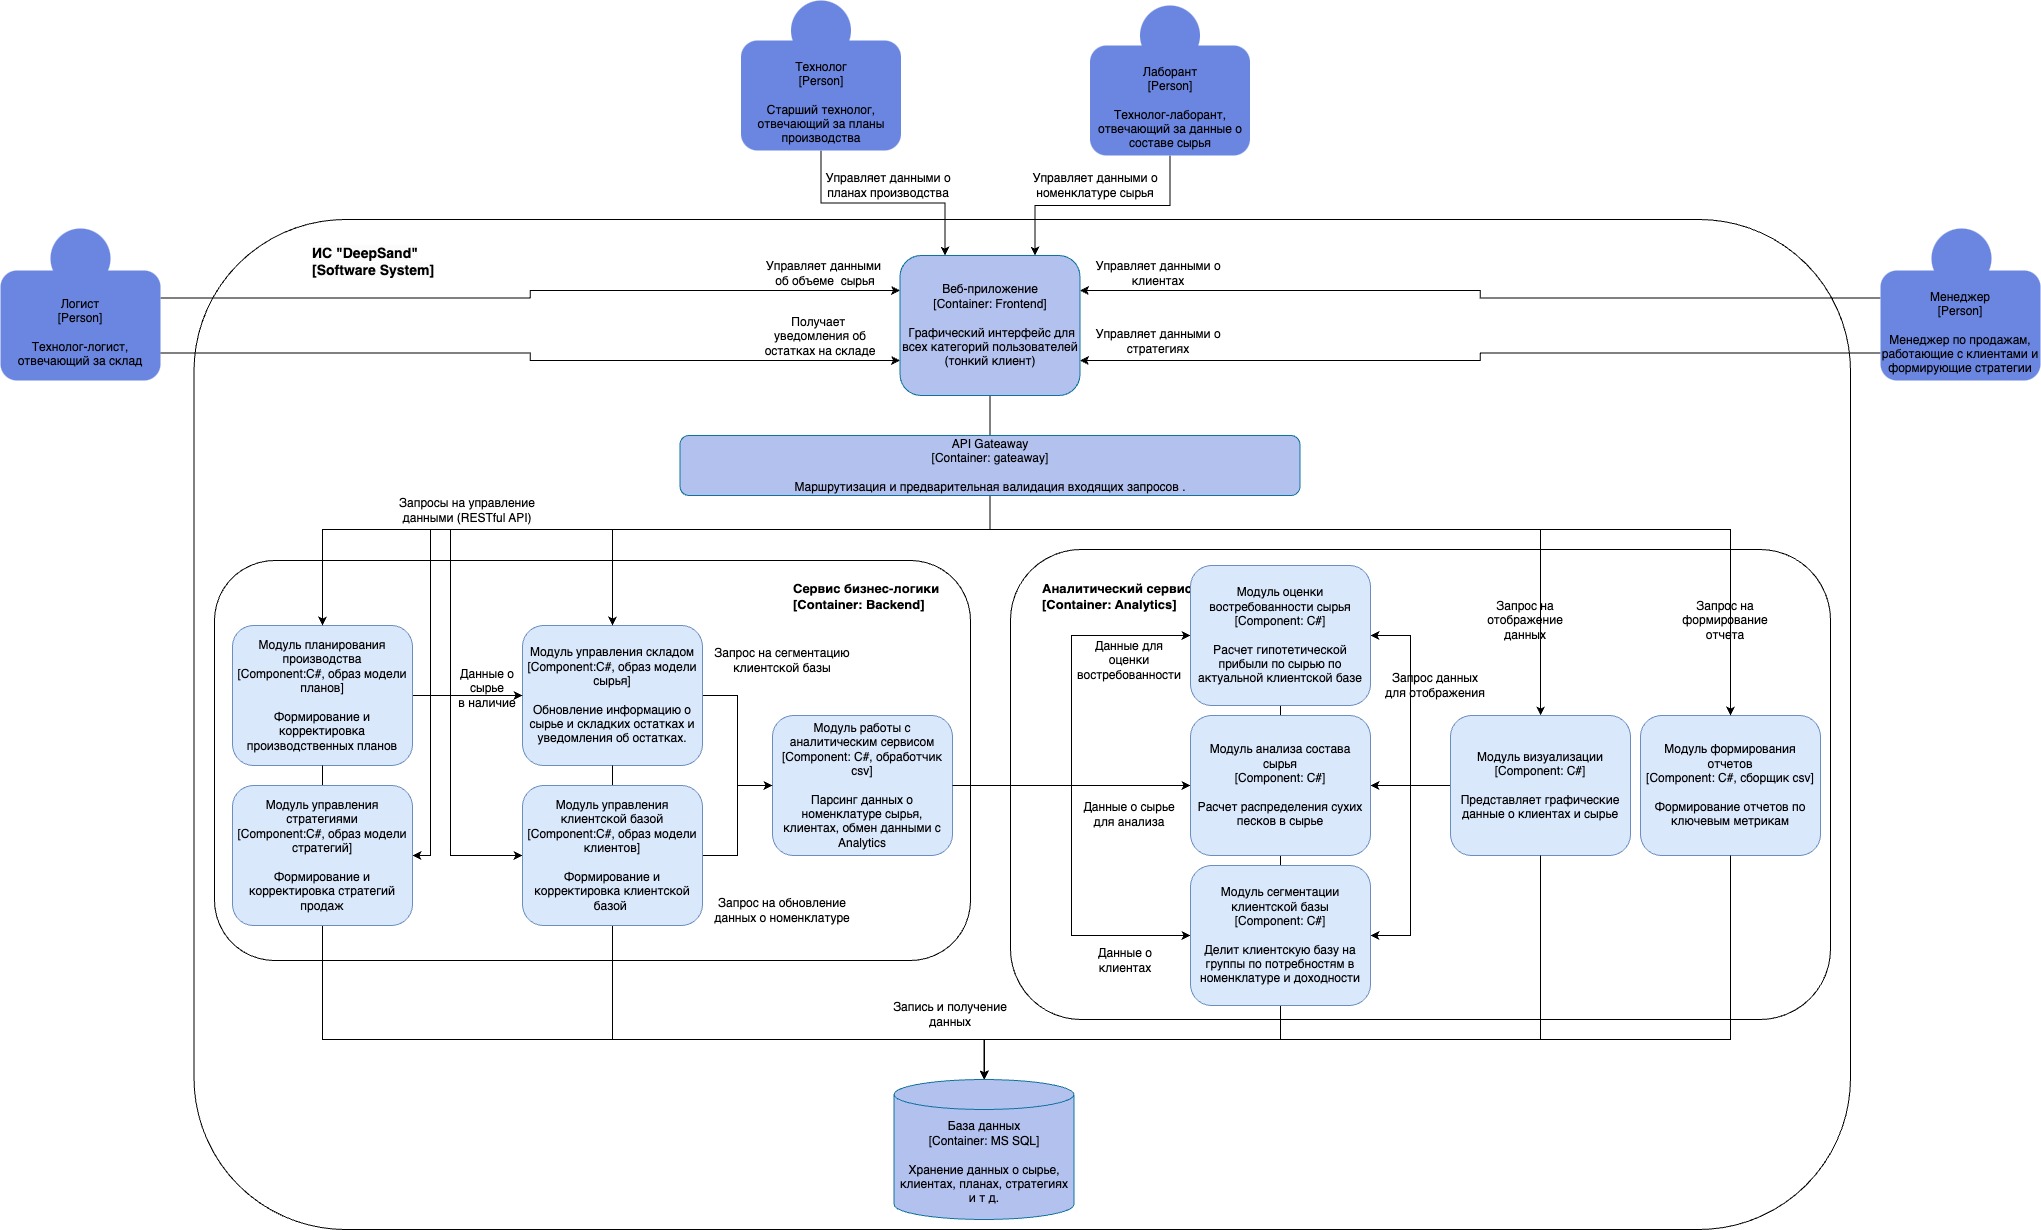 Технолог
[Person]
Старший технолог,
отвечающий за планы
производства
Лаборант
[Person]
Технолог-лаборант,
отвечающий за данные о
составе сырья
Управляет данными о
планах производства
Управляет данными о
номенклатуре сырья
ИС "DeepSand"
[Software System]
Логист
[Person]
Технолог-логист,
отвечающий за склад
Управляет данными
об объеме сырья
Получает
уведомления об
остатках на складе
Веб-приложение
[Container: Frontend]
Графический интерфейс для
всех категорий пользователей
(тонкий клиент)
Управляет данными о
клиентах
Управляет данными о
стратегиях
Менеджер
[Person]
Менеджер по продажам,
работающие с клиентами и
формирующие стратегии
API Gateaway
[Container: gateaway]
Маршрутизация и предварительная валидация входящих запросов .
Запросы на управление
данными (RESTful API)
Сервис бизнес-логики
[Container: Backend]
Модуль планирования
производства
[Component:C#, образ модели
планов]
Формирование и
корректировка
производственных планов
Данные о
сырье
в наличие
Модуль управления складом
[Component:C#, образ модели
сырья]
Обновление информацию о
сырье и складких остатках и
уведомления об остатках.
Запрос на сегментацию
клиентской базы
Модуль управления
стратегиями
[Component:C#, образ модели
стратегий]
Формирование и
корректировка стратегий
продаж
Модуль управления
клиентской базой
[Component:C#, образ модели
клиентов]
Формирование и
корректировка клиентской
базой
Модуль работы с
аналитическим сервисом
[Component: C#, обработчик
csv]
Парсинг данных о
номенклатуре сырья,
клиентах, обмен данными с
Analytics
Запрос на обновление
данных о номенклатуре
Аналитический сервис
[Container: Analytics]
Модуль оценки
востребованности сырья
[Component: C#]
Расчет гипотетической
прибыли по сырью по
актуальной клиентской базе
Данные для
оценки
востребованности
Запрос данных
для отображения
Запрос на
отображение
данных
Запрос на
формирование
отчета
Модуль анализа состава
сырья
[Component: C#]
Расчет распределения сухих
песков в сырье
Данные о сырье
для анализа
Модуль визуализации
[Component: C#]
Представляет графические
данные о клиентах и сырье
Модуль формирования
отчетов
[Component: C#, сборщик csv]
Формирование отчетов по
ключевым метрикам
Модуль сегментации
клиентской базы
[Component: C#]
Делит клиентскую базу на
группы по потребностям в
номенклатуре и доходности
Данные о
клиентах
Запись и получение
данных
База данных
[Container: MS SQL]
Хранение данных о сырье,
клиентах, планах, стратегиях
и т д.